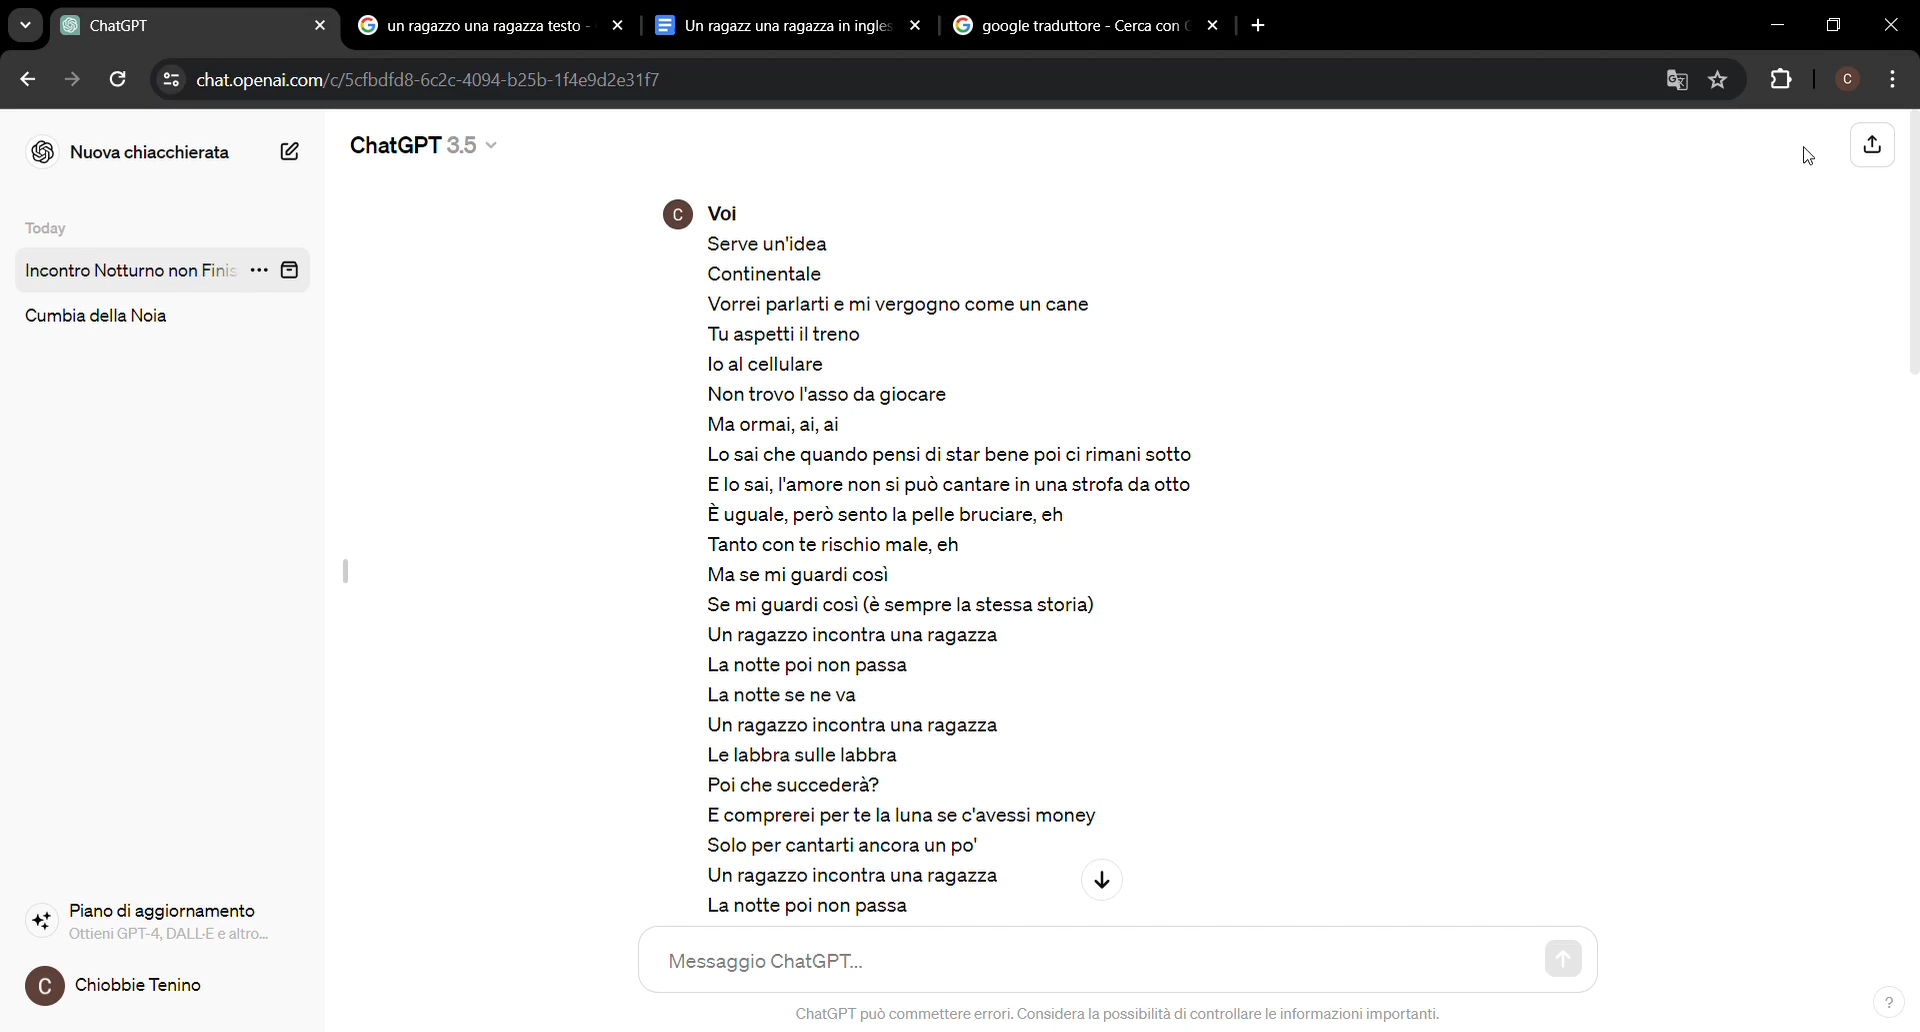 ChatGPT
un ragazzo una ragazza testo -
Un ragazz una ragazza in ingles
google traduttore - Cerca con G
chat.openai.com/c/5cfbdfd8-6c2c-4094-b25b-1f4e9d2e31f7
C
Nuova chiacchierata
ChatGPT 3.5
Today
Incontro Notturno non Finis
Cumbia della Noia
C
Voi
Serve un'idea
Continentale
Vorrei parlarti e mi vergogno come un cane
Tu aspetti il treno
Io al cellulare
Non trovo l'asso da giocare
Ma ormai, ai, ai
Lo sai che quando pensi di star bene poi ci rimani sotto
E lo sai, l'amore non si può cantare in una strofa da otto
È uguale, però sento la pelle bruciare, eh
Tanto con te rischio male, eh
Ma se mi guardi così
Se mi guardi così (è sempre la stessa storia)
Un ragazzo incontra una ragazza
La notte poi non passa
La notte se ne va
Un ragazzo incontra una ragazza
Le labbra sulle labbra
Poi che succederà?
E comprerei per te la luna se c'avessi money
Solo per cantarti ancora un po'
Un ragazzo incontra una ragazza
La notte poi non passa
Piano di aggiornamento
Ottieni GPT-4, DALL·E e altro...
C
Chiobbie Tenino
Messaggio ChatGPT...
ChatGPT può commettere errori. Considera la possibilità di controllare le informazioni importanti.
?